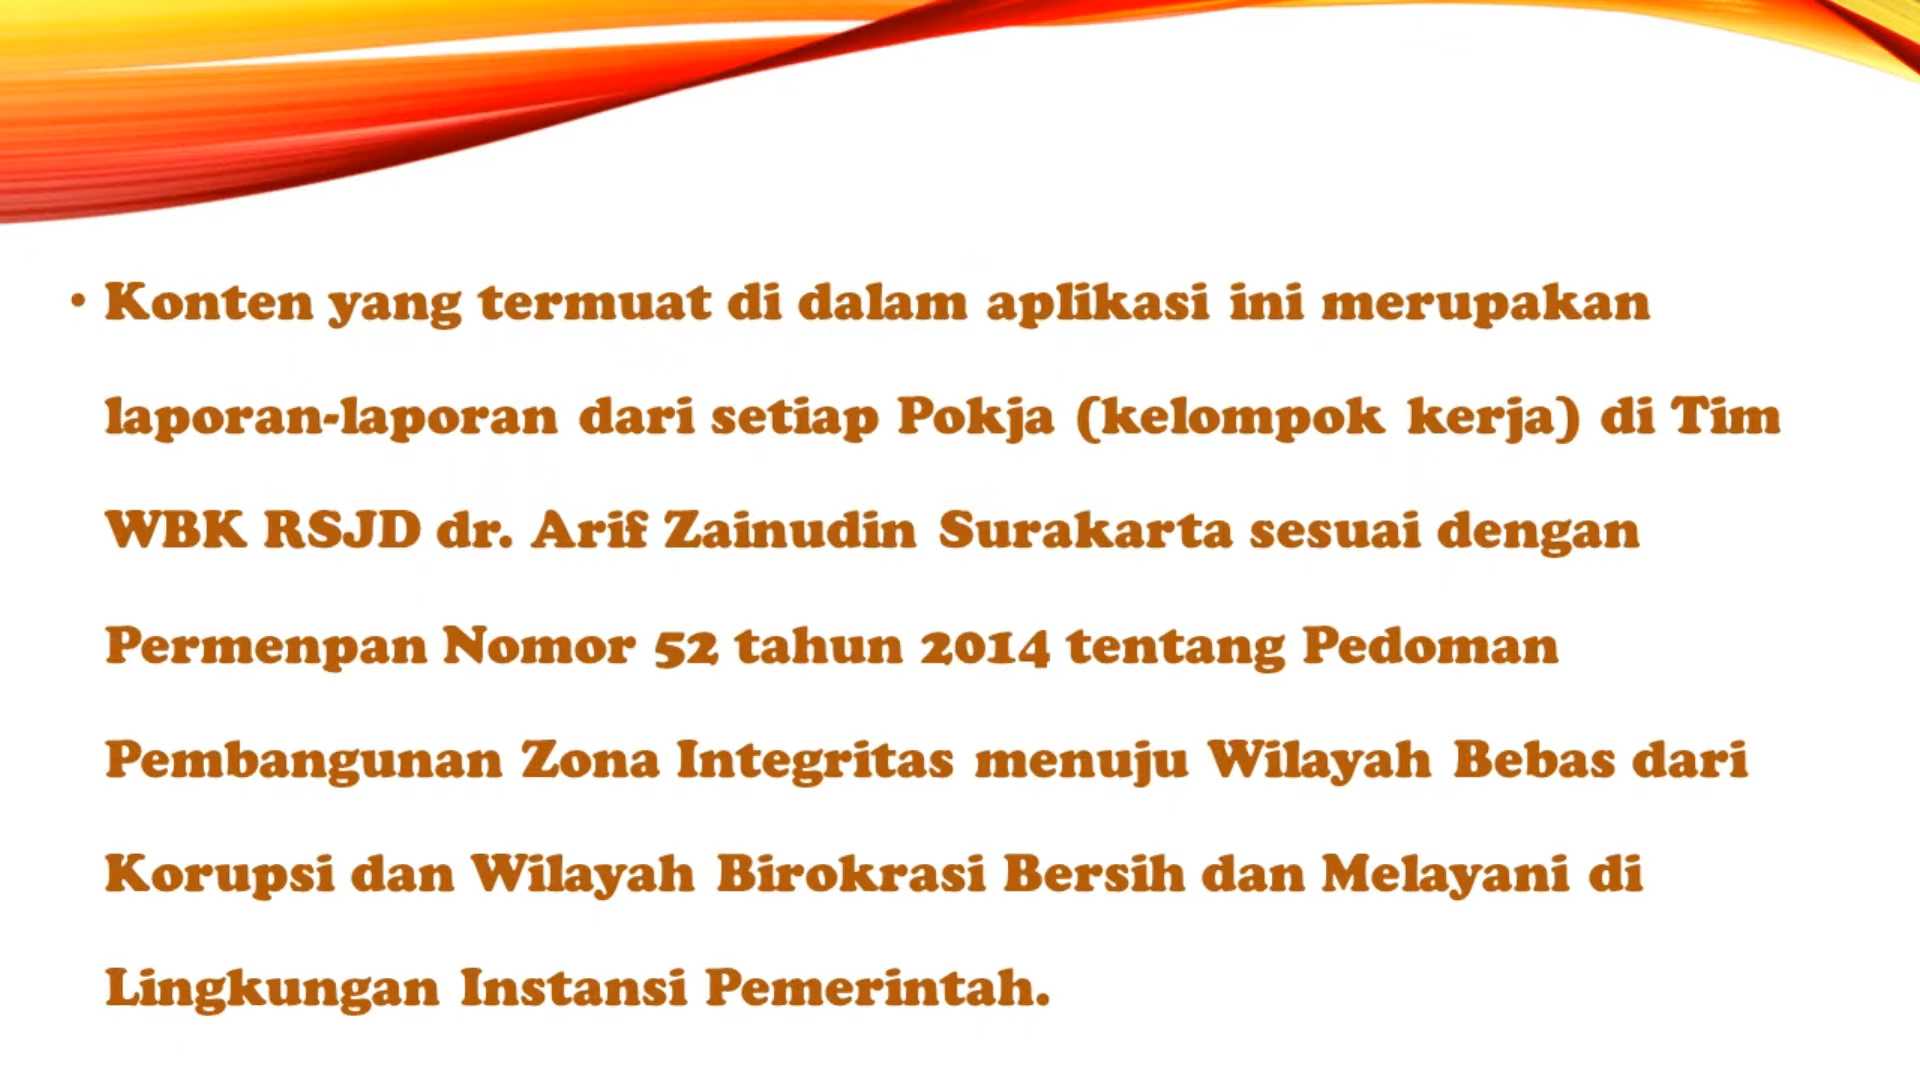 • Konten yang termuat di dalam aplikasi ini merupakan
laporan-laporan dari setiap Pokja (kelompok kerja) di Tim
WBK RSJD dr. Arif Zainudin Surakarta sesuai dengan
Permenpan Nomor 52 tahun 2014 tentang Pedoman
Pembangunan Zona Integritas menuju Wilayah Bebas dari
Korupsi dan Wilayah Birokrasi Bersih dan Melayani di
Lingkungan Instansi Pemerintah.